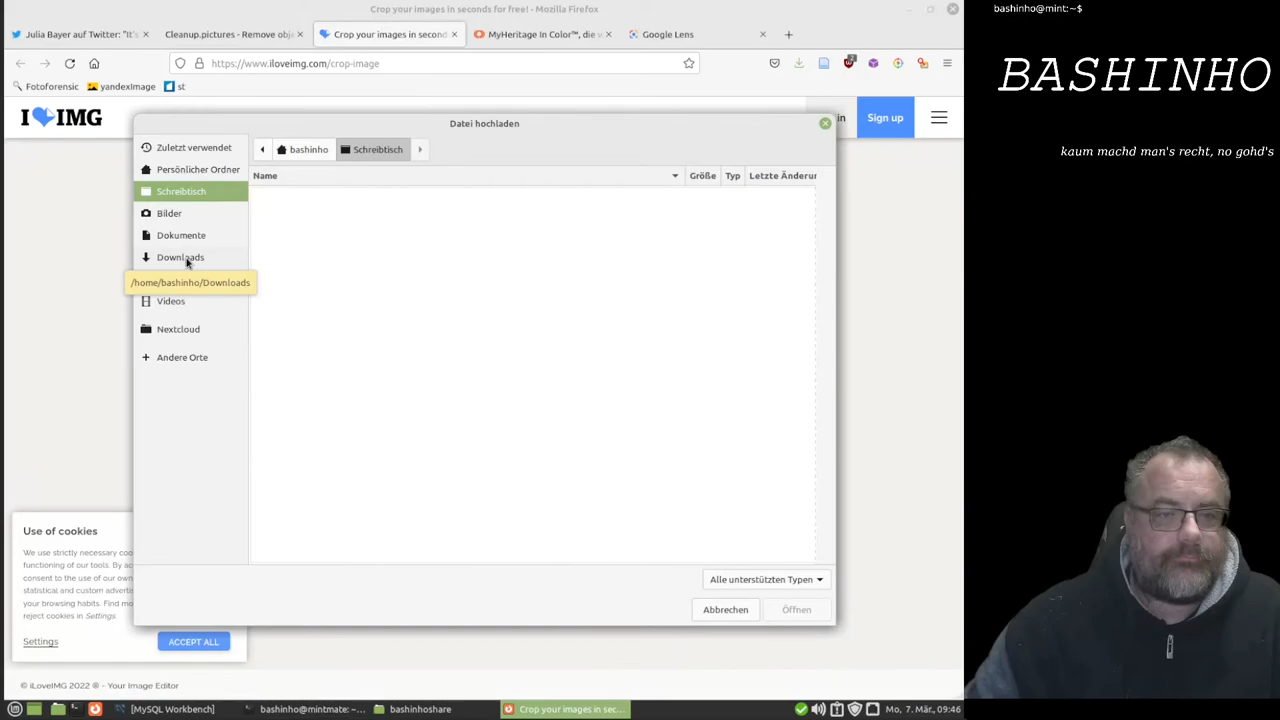 Crop your images in seconds for free! - Mozilla Firefox
Julia Bayer auf Twitter: "It's
Cleanup.pictures - Remove obje
Crop your images in second
MyHeritage In Color™, die v
Google Lens
https://www.iloveimg.com/crop-image
Fotoforensic
yandexImage
st
I IMG
in
Sign up
Datei hochladen
Zuletzt verwendet
Persönlicher Ordner
Schreibtisch
Bilder
Dokumente
Downloads
/home/bashinho/Downloads
Videos
Nextcloud
Andere Orte
bashinho
Schreibtisch
Name
Größe
Typ
Letzte Änderun
Alle unterstützten Typen
Abbrechen
Öffnen
Use of cookies
We use strictly necessary coo
functioning of our tools. By ac
consent to the use of our own
statistical and custom advertis
your browsing habits. Find mo
reject cookies in Settings.
Settings
ACCEPT ALL
© iLoveIMG 2022 ® - Your Image Editor
[MySQL Workbench]
bashinho@mintmate: ~...
bashinhoshare
Crop your images in sec...
Mo, 7. Mär., 09:46
bashinho@mint:~$
BASHINHO
kaum machd man's recht, no gohd's